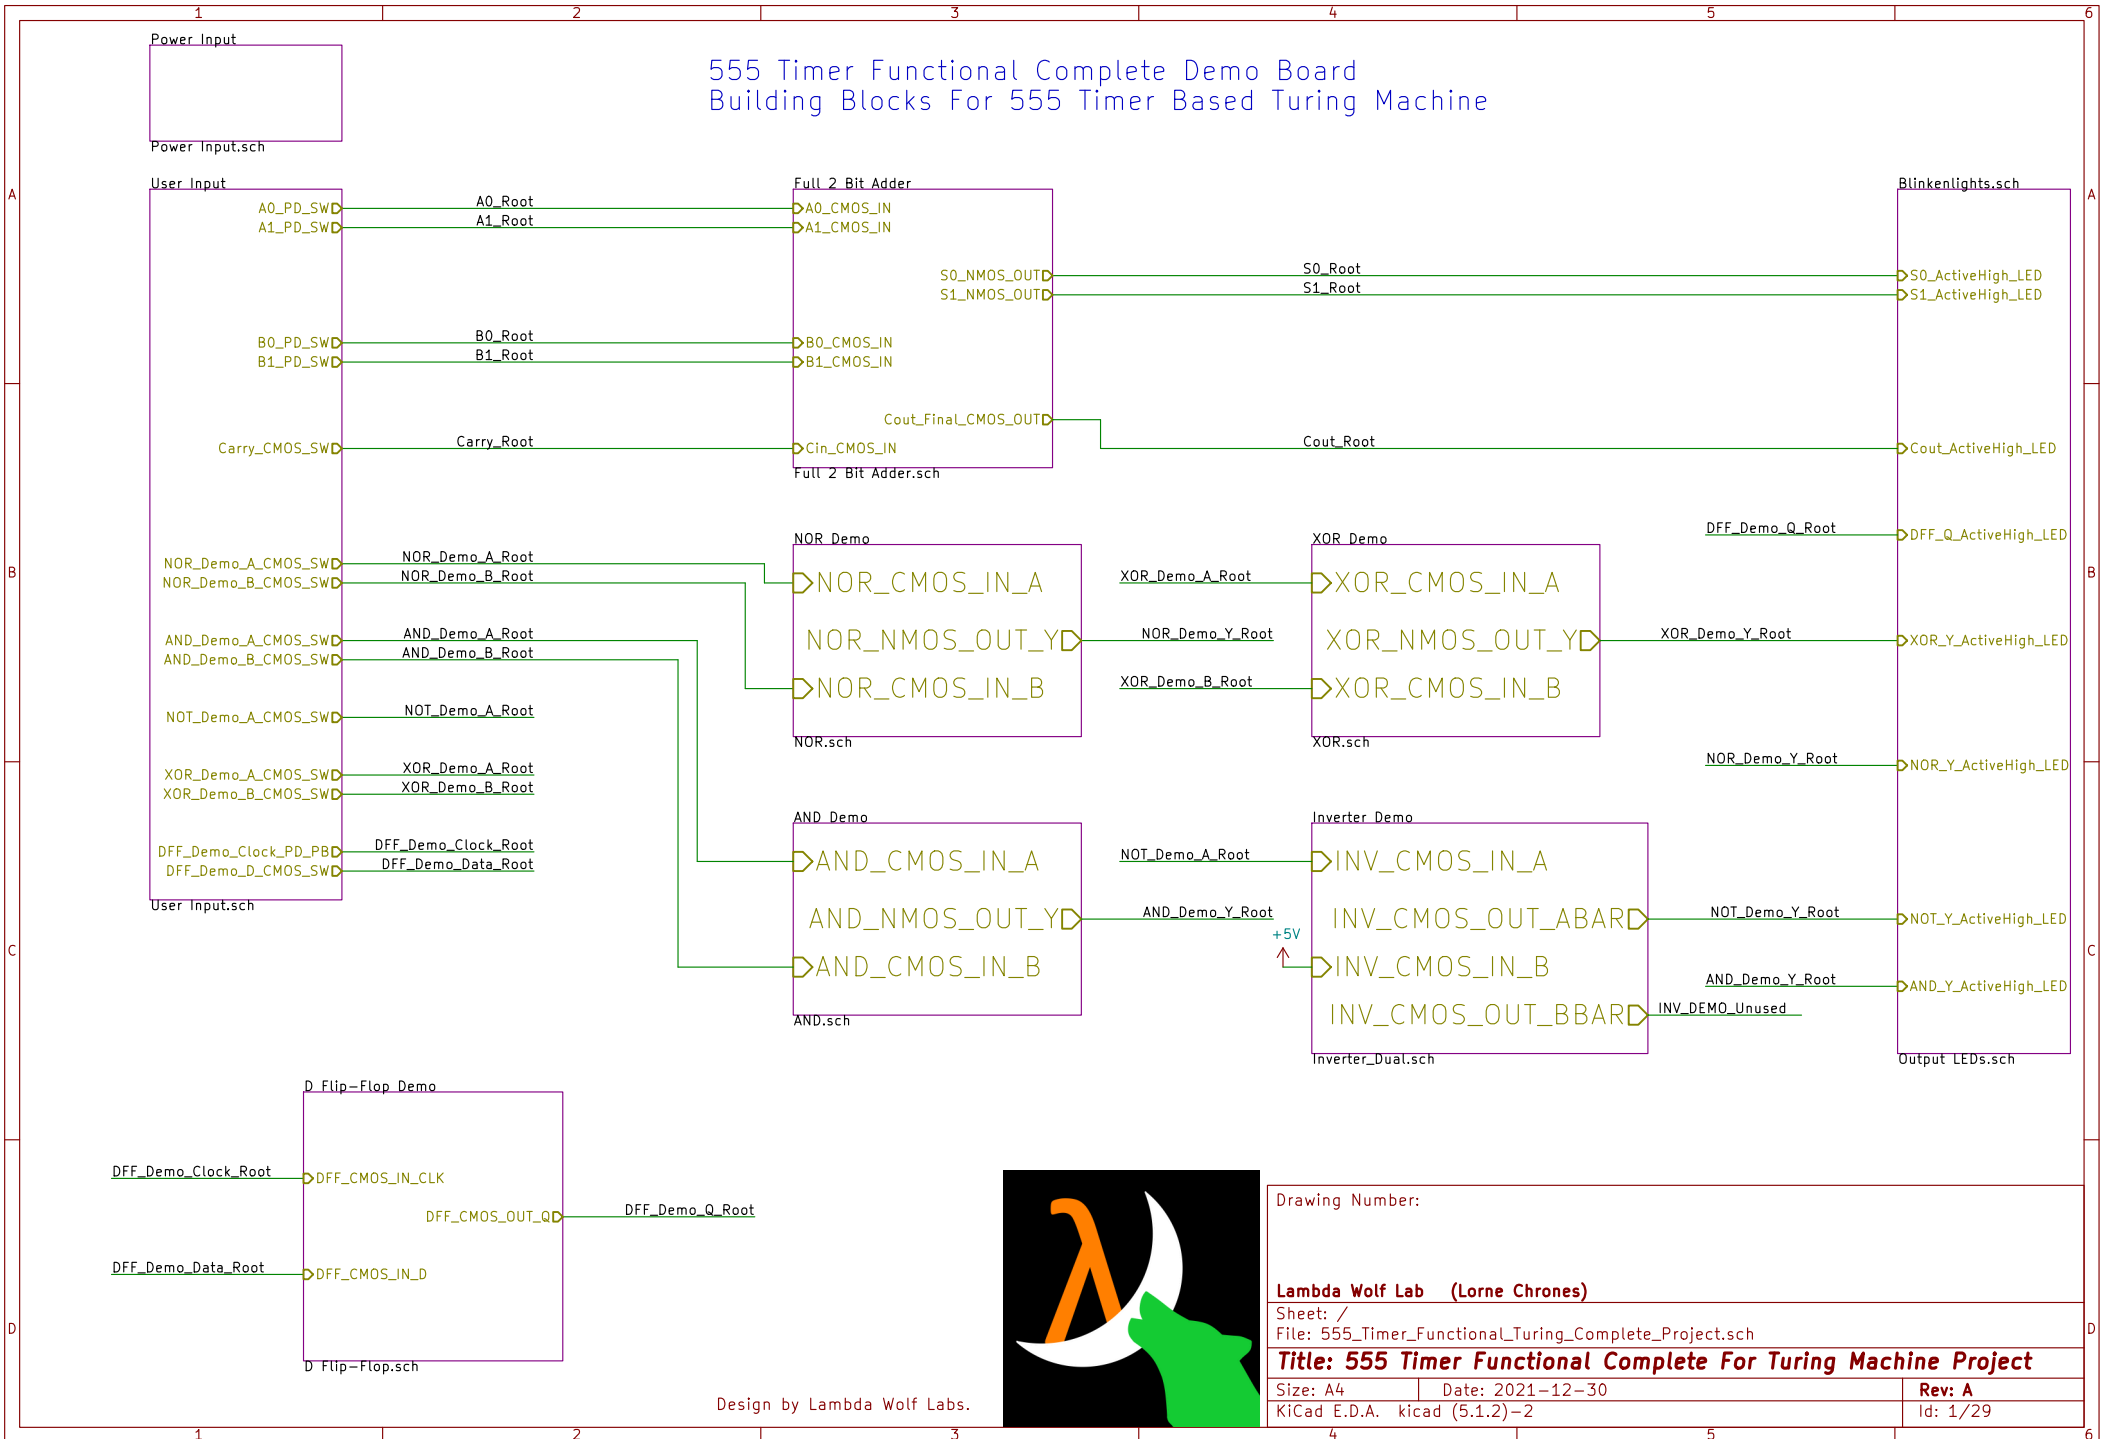 1 2 3 4 5 6
Power Input
Power Input.sch
555 Timer Functional Complete Demo Board
Building Blocks For 555 Timer Based Turing Machine
A
A
User Input
A0_PD_SW
A1_PD_SW
B0_PD_SW
B1_PD_SW
Carry_CMOS_SW
NOR_Demo_A_CMOS_SW
NOR_Demo_B_CMOS_SW
AND_Demo_A_CMOS_SW
AND_Demo_B_CMOS_SW
NOT_Demo_A_CMOS_SW
XOR_Demo_A_CMOS_SW
XOR_Demo_B_CMOS_SW
DFF_Demo_Clock_PD_PB
DFF_Demo_D_CMOS_SW
User Input.sch
A0_Root
A1_Root
B0_Root
B1_Root
Carry_Root
NOR_Demo_A_Root
NOR_Demo_B_Root
AND_Demo_A_Root
AND_Demo_B_Root
NOT_Demo_A_Root
XOR_Demo_A_Root
XOR_Demo_B_Root
DFF_Demo_Clock_Root
DFF_Demo_Data_Root
Full 2 Bit Adder
A0_CMOS_IN
A1_CMOS_IN
S0_NMOS_OUT
S1_NMOS_OUT
B0_CMOS_IN
B1_CMOS_IN
Cout_Final_CMOS_OUT
Cin_CMOS_IN
Full 2 Bit Adder.sch
S0_Root
S1_Root
Cout_Root
Blinkenlights.sch
S0_ActiveHigh_LED
S1_ActiveHigh_LED
Cout_ActiveHigh_LED
DFF_Demo_Q_Root
DFF_Q_ActiveHigh_LED
B
B
NOR Demo
NOR_CMOS_IN_A
NOR_NMOS_OUT_Y
NOR_CMOS_IN_B
NOR.sch
NOR_Demo_Y_Root
XOR Demo
XOR_Demo_A_Root
XOR_CMOS_IN_A
XOR_NMOS_OUT_Y
XOR_Demo_B_Root
XOR_CMOS_IN_B
XOR.sch
XOR_Demo_Y_Root
XOR_Y_ActiveHigh_LED
NOR_Demo_Y_Root
NOR_Y_ActiveHigh_LED
AND Demo
AND_CMOS_IN_A
AND_NMOS_OUT_Y
AND_CMOS_IN_B
AND.sch
AND_Demo_Y_Root
Inverter Demo
NOT_Demo_A_Root
INV_CMOS_IN_A
INV_CMOS_OUT_ABAR
+5V
INV_CMOS_IN_B
INV_CMOS_OUT_BBAR
Inverter_Dual.sch
NOT_Demo_Y_Root
NOT_Y_ActiveHigh_LED
AND_Demo_Y_Root
AND_Y_ActiveHigh_LED
INV_DEMO_Unused
Output LEDs.sch
C
C
D Flip-Flop Demo
DFF_Demo_Clock_Root
DFF_CMOS_IN_CLK
DFF_CMOS_OUT_Q
DFF_Demo_Q_Root
DFF_Demo_Data_Root
DFF_CMOS_IN_D
D Flip-Flop.sch
D
D
Design by Lambda Wolf Labs.
λ
Drawing Number:
Lambda Wolf Lab (Lorne Chrones)
Sheet: /
File: 555_Timer_Functional_Turing_Complete_Project.sch
Title: 555 Timer Functional Complete For Turing Machine Project
Size: A4 Date: 2021-12-30 Rev: A
KiCad E.D.A. kicad (5.1.2)-2 Id: 1/29
1 2 3 4 5 6